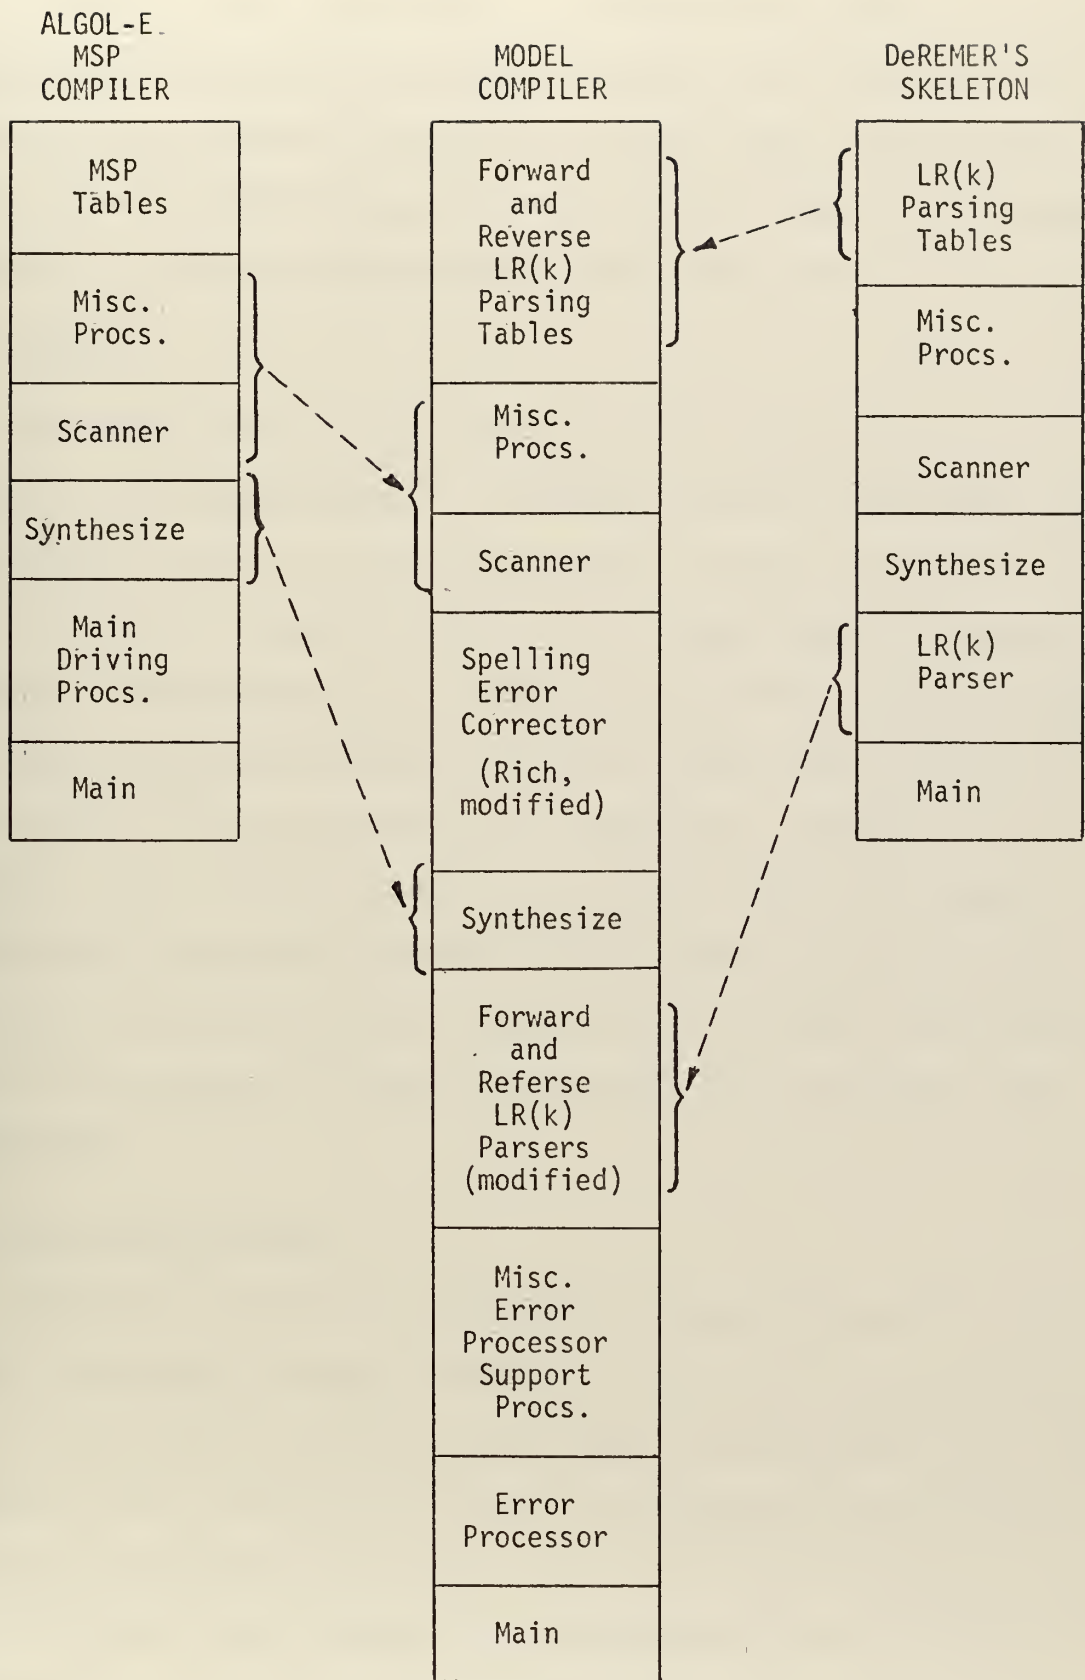 ALGOL-E
MSP
COMPILER
MSP
Tables
Misc.
Procs.
Scanner
Synthesize
Main
Driving
Procs.
Main
MODEL
COMPILER
Forward
and
Reverse
LR(k)
Parsing
Tables
Misc.
Procs.
Scanner
Spelling
Error
Corrector
(Rich,
modified)
Synthesize
Forward
and
Referse
LR(k)
Parsers
(modified)
Misc.
Error
Processor
Support
Procs.
Error
Processor
Main
DeREMER'S
SKELETON
LR(k)
Parsing
Tables
Misc.
Procs.
Scanner
Synthesize
LR(k)
Parser
Main